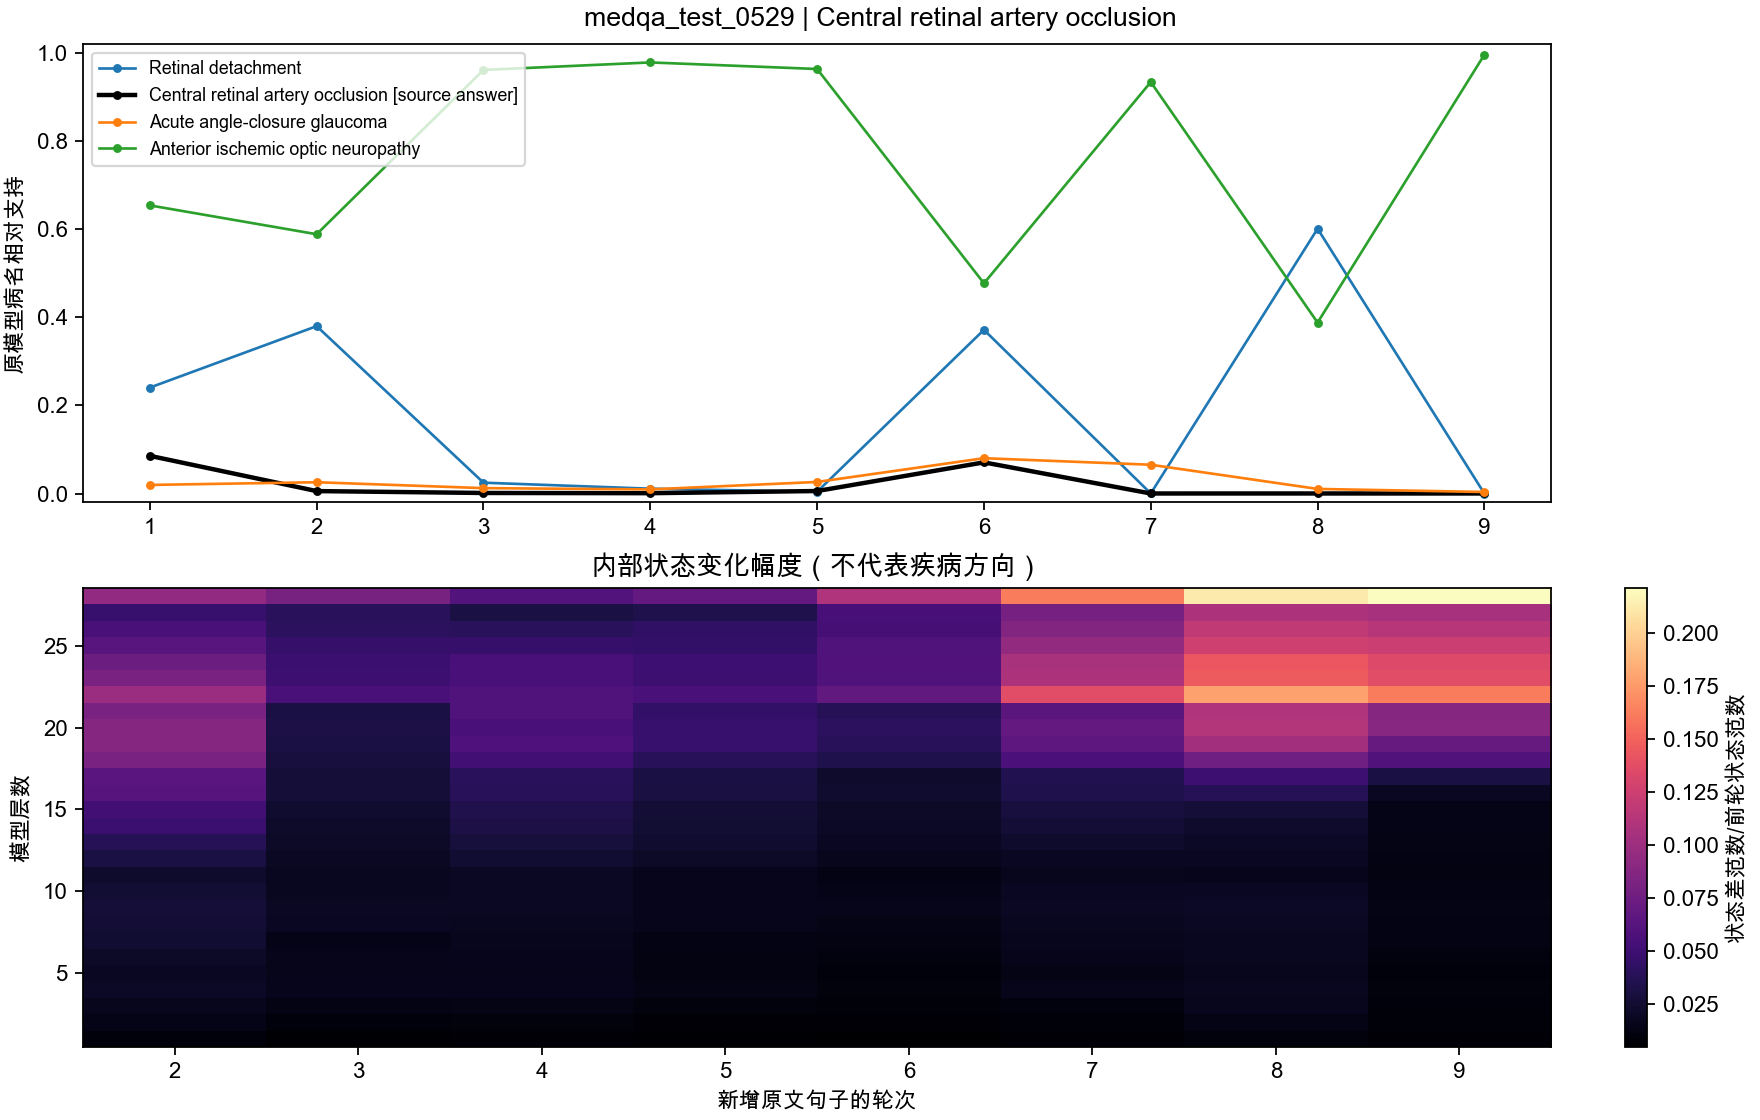 medqa_test_0529 | Central retinal artery occlusion
原模型病名相对支持
1.0
0.8
0.6
0.4
0.2
0.0
Retinal detachment
Central retinal artery occlusion [source answer]
Acute angle-closure glaucoma
Anterior ischemic optic neuropathy
1 2 3 4 5 6 7 8 9
内部状态变化幅度（不代表疾病方向）
模型层数
25
20
15
10
5
2 3 4 5 6 7 8 9
新增原文句子的轮次
0.200
0.175
0.150
0.125
0.100
0.075
0.050
0.025
状态差范数/前轮状态范数